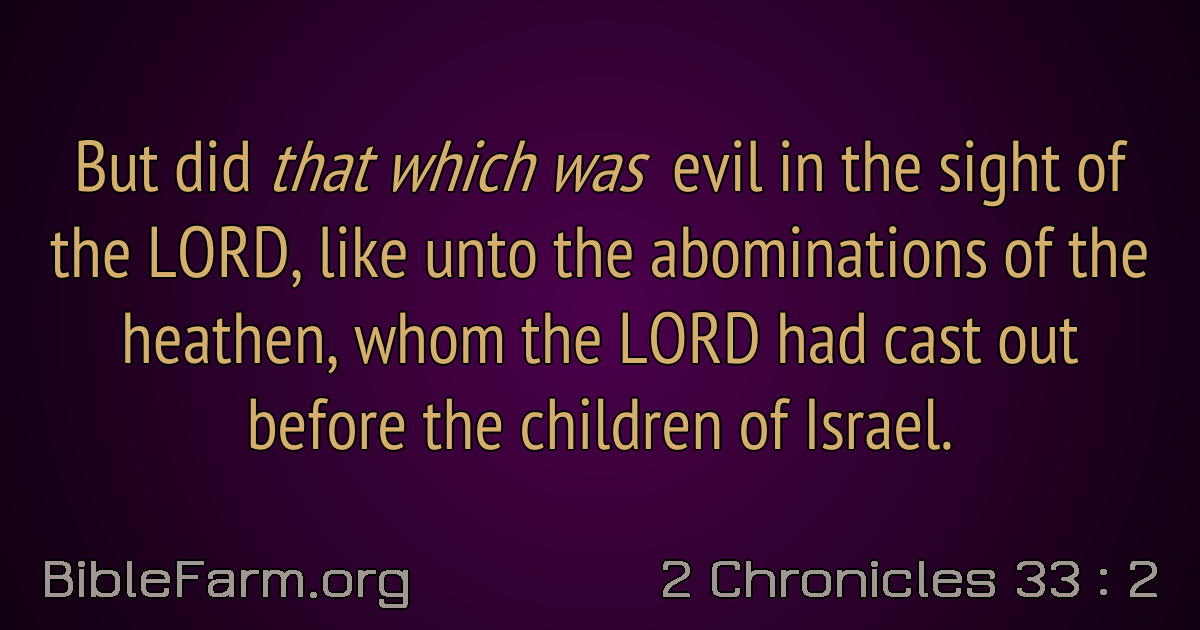 But did that which was evil in the sight of
the LORD, like unto the abominations of the
heathen, whom the LORD had cast out
before the children of Israel.
BibleFarm.org
2 Chronicles 33 : 2